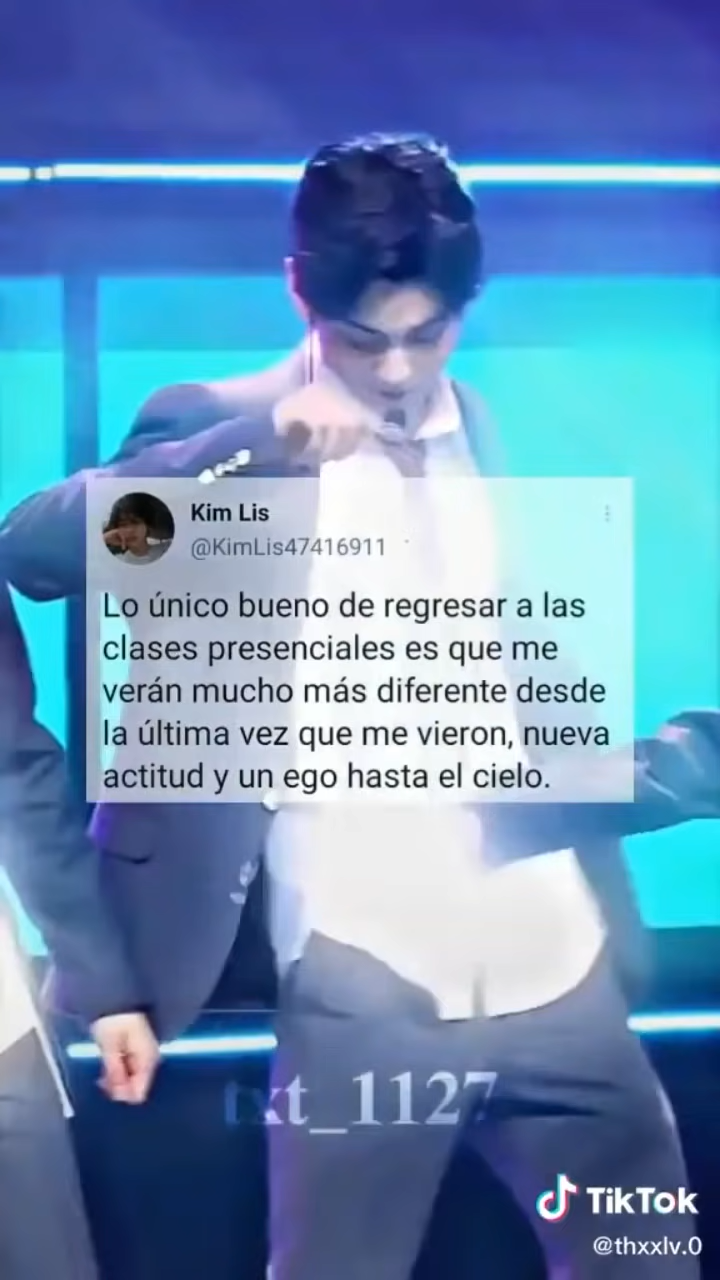 Kim Lis
@KimLis47416911
Lo único bueno de regresar a las
clases presenciales es que me
verán mucho más diferente desde
la última vez que me vieron, nueva
actitud y un ego hasta el cielo.
txt_1127
TikTok
@thxxlv.0